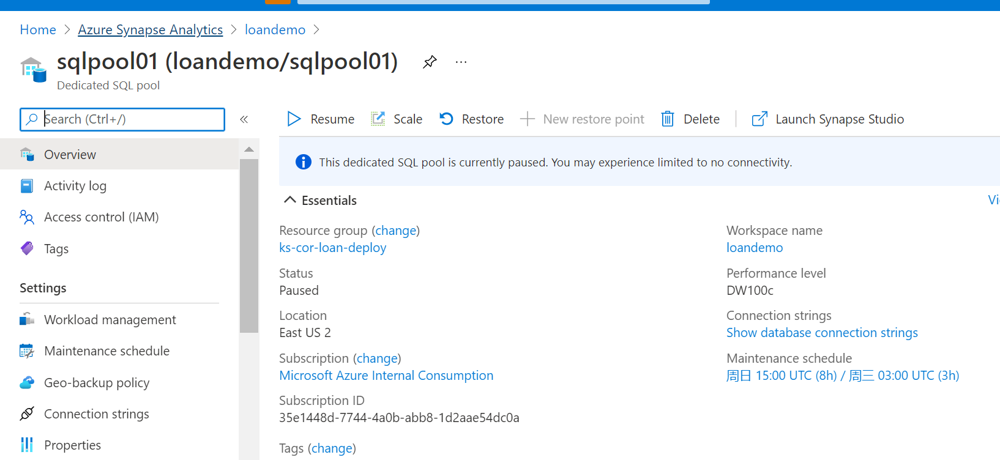 Home > Azure Synapse Analytics > loandemo >
sqlpool01 (loandemo/sqlpool01)
...
Dedicated SQL pool
Search (Ctrl+/)
«
Resume
Scale
Restore
New restore point
Delete
Launch Synapse Studio
Overview
Activity log
Access control (IAM)
Tags
Settings
Workload management
Maintenance schedule
Geo-backup policy
Connection strings
Properties
This dedicated SQL pool is currently paused. You may experience limited to no connectivity.
Essentials
Resource group (change)
ks-cor-loan-deploy
Status
Paused
Location
East US 2
Subscription (change)
Microsoft Azure Internal Consumption
Subscription ID
35e1448d-7744-4a0b-abb8-1d2aae54dc0a
Tags (change)
Workspace name
loandemo
Performance level
DW100c
Connection strings
Show database connection strings
Maintenance schedule
周日 15:00 UTC (8h) / 周三 03:00 UTC (3h)